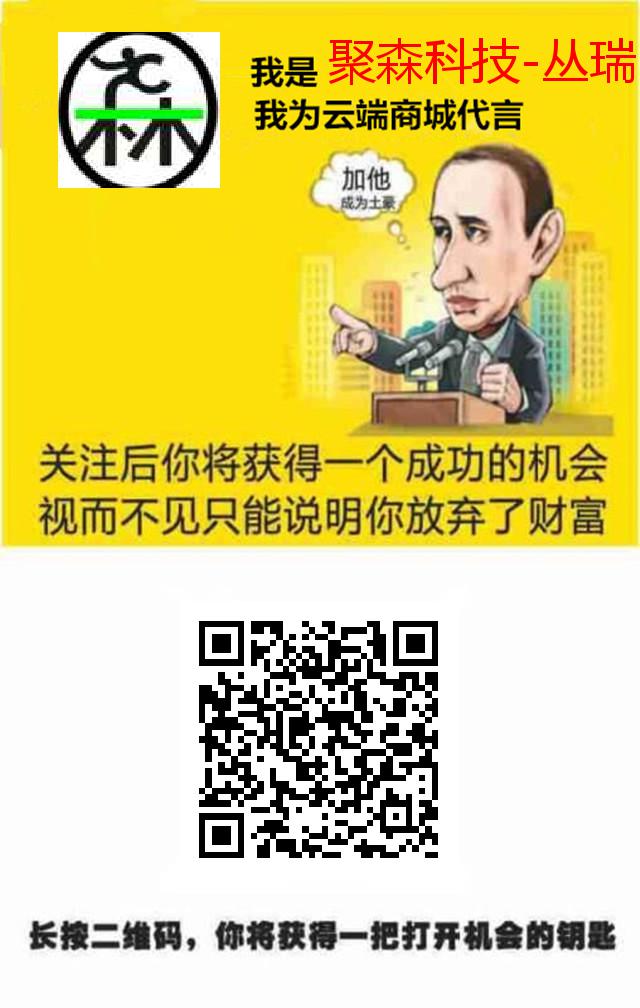 我是 聚森科技-丛瑞
我为云端商城代言
加他
成为土豪
关注后你将获得一个成功的机会
视而不见只能说明你放弃了财富
长按二维码，你将获得一把打开机会的钥匙